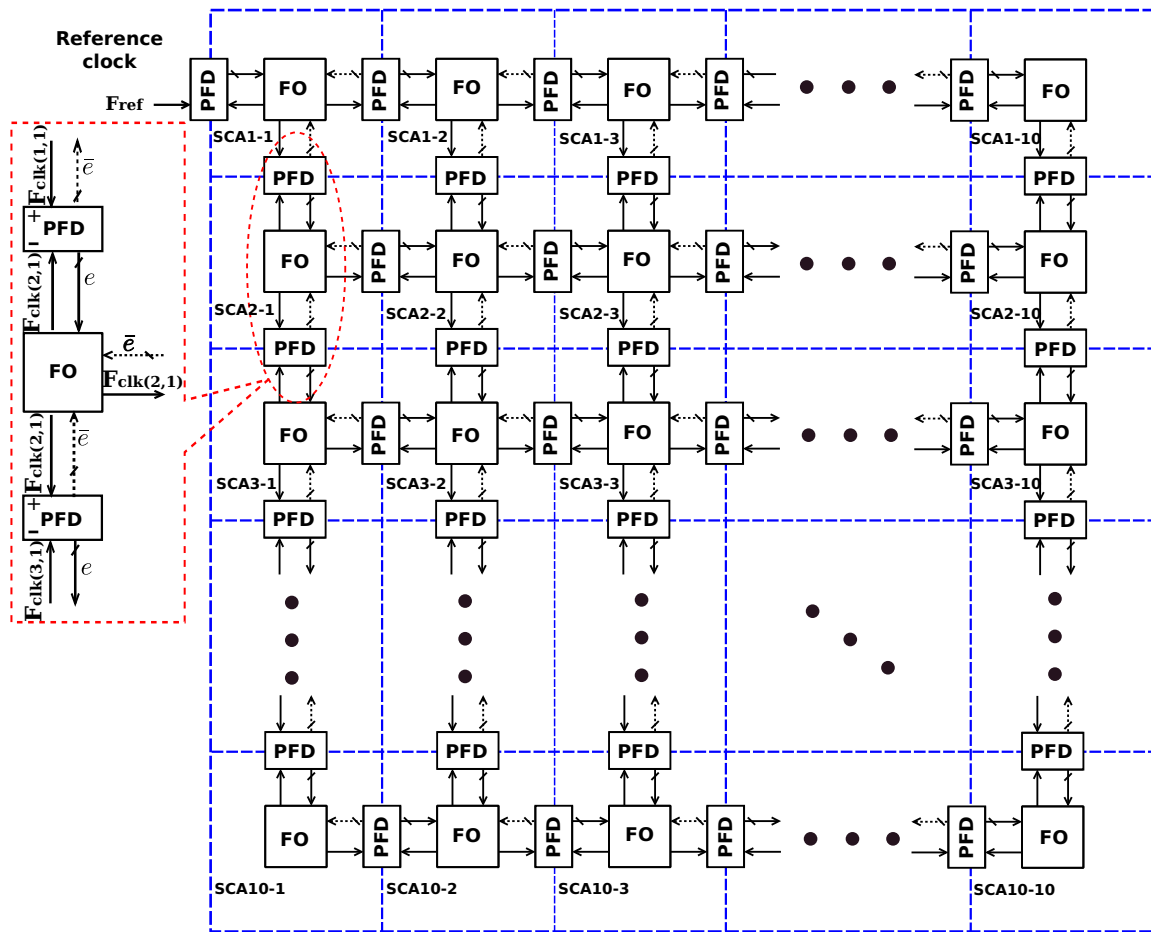 Reference
clock
Fref
PFD FO PFD FO PFD FO PFD PFD FO
SCA1-1 SCA1-2 SCA1-3 SCA1-10
PFD PFD PFD PFD
FO PFD FO PFD FO PFD PFD FO
SCA2-1 SCA2-2 SCA2-3 SCA2-10
PFD PFD PFD PFD
FO PFD FO PFD FO PFD PFD FO
SCA3-1 SCA3-2 SCA3-3 SCA3-10
PFD PFD PFD PFD
PFD PFD PFD PFD
FO PFD FO PFD FO PFD PFD FO
SCA10-1 SCA10-2 SCA10-3 SCA10-10
Fclk(1,1) ē
+
PFD
-
Fclk(2,1) e
FO
ē
Fclk(2,1)
Fclk(2,1) ē
+
PFD
-
Fclk(3,1) e